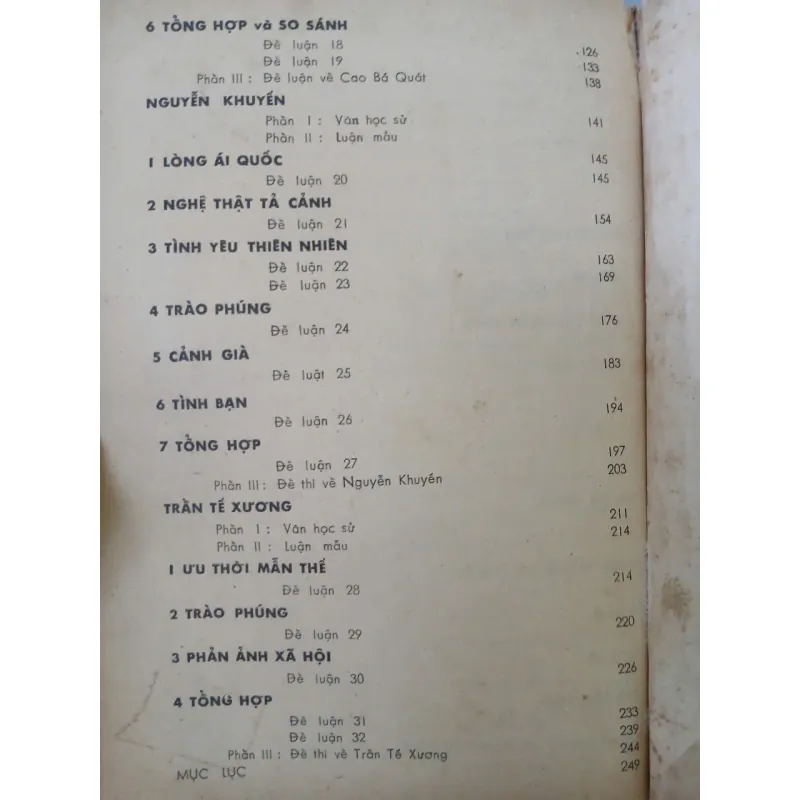 6 TỔNG HỢP và SO SÁNH
Đề luận 18 126
Đề luận 19 133
Phần III : Đề luận về Cao Bá Quát 138
NGUYỄN KHUYẾN
Phần I : Văn học sử 141
Phần II : Luận mẫu
1 LÒNG ÁI QUỐC 145
Đề luận 20 145
2 NGHỆ THẬT TẢ CẢNH
Đề luận 21 154
3 TÌNH YÊU THIÊN NHIÊN
Đề luận 22 163
Đề luận 23 169
4 TRÀO PHÚNG
Đề luận 24 176
5 CẢNH GIÀ
Đề luật 25 183
6 TÌNH BẠN
Đề luận 26 194
7 TỔNG HỢP
Đề luận 27 197
Phần III : Đề thi về Nguyễn Khuyến 203
TRẦN TẾ XƯƠNG
Phần I : Văn học sử 211
Phần II : Luận mẫu 214
1 ƯU THỜI MẪN THẾ
Đề luận 28 214
2 TRÀO PHÚNG
Đề luận 29 220
3 PHẢN ẢNH XÃ HỘI
Đề luận 30 226
4 TỔNG HỢP
Đề luận 31 233
Đề luận 32 239
Phần III : Đề thi về Trần Tế Xương 244
MỤC LỤC 249